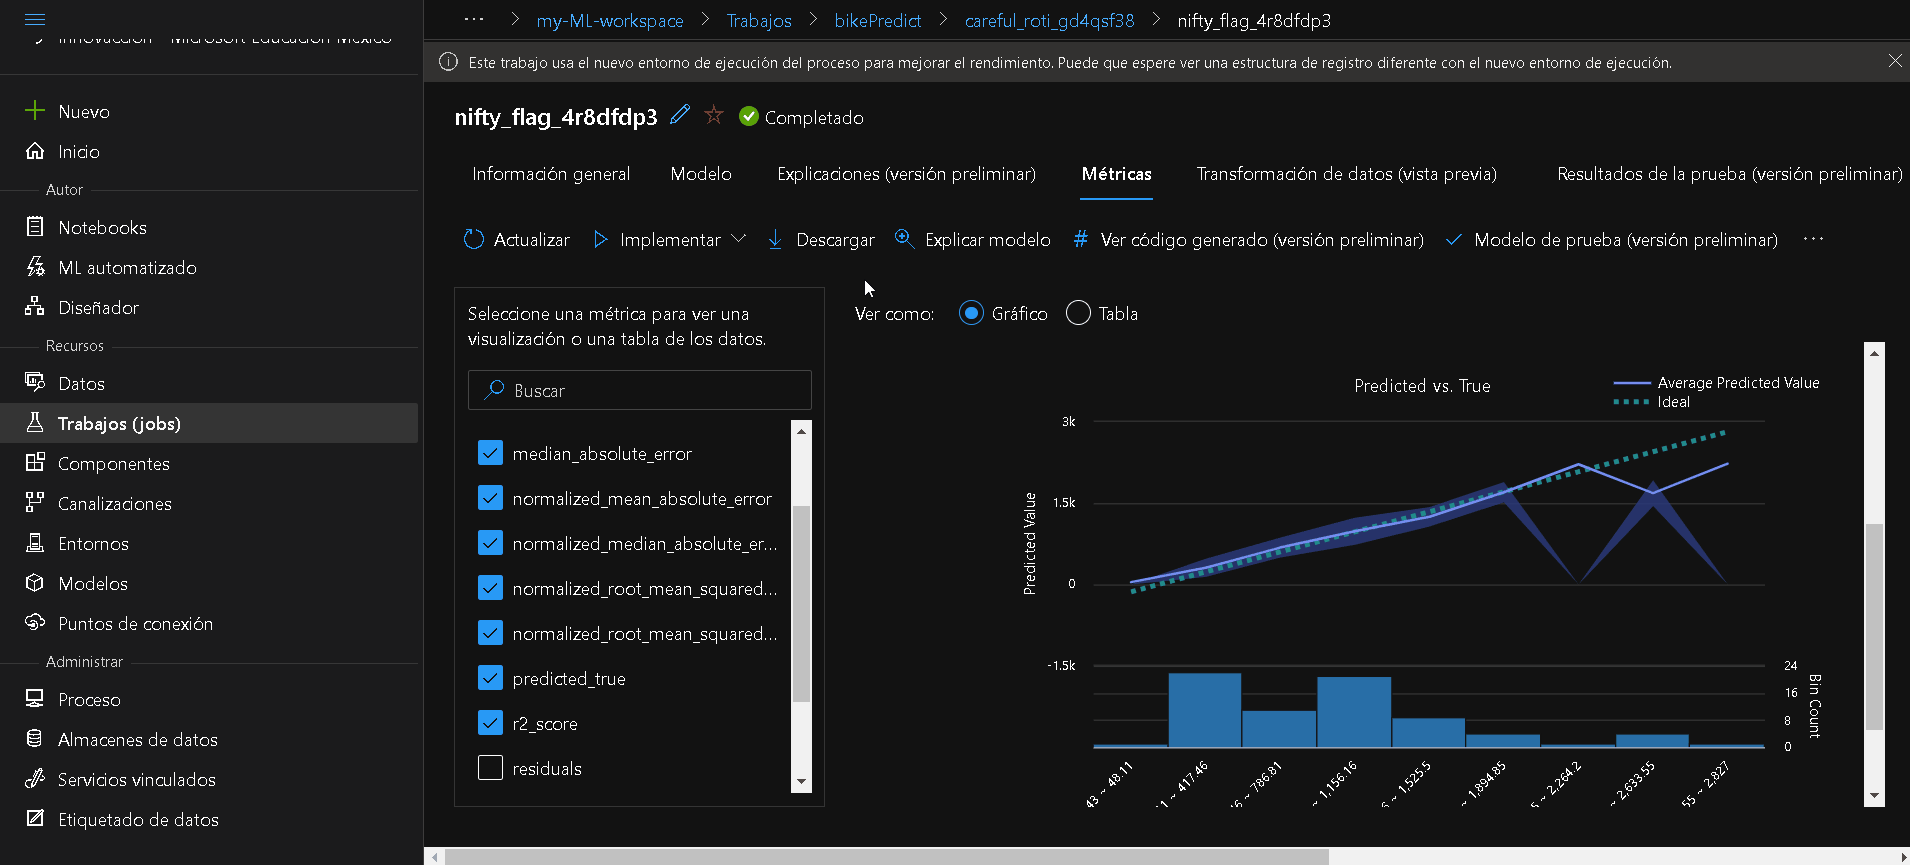 ··· > my-ML-workspace > Trabajos > bikePredict > careful_roti_gd4qsf38 > nifty_flag_4r8dfdp3
Este trabajo usa el nuevo entorno de ejecución del proceso para mejorar el rendimiento. Puede que espere ver una estructura de registro diferente con el nuevo entorno de ejecución.
Innovacción - Microsoft Educación México
Nuevo
Inicio
Autor
Notebooks
ML automatizado
Diseñador
Recursos
Datos
Trabajos (jobs)
Componentes
Canalizaciones
Entornos
Modelos
Puntos de conexión
Administrar
Proceso
Almacenes de datos
Servicios vinculados
Etiquetado de datos
nifty_flag_4r8dfdp3 Completado
Información general Modelo Explicaciones (versión preliminar) Métricas Transformación de datos (vista previa) Resultados de la prueba (versión preliminar)
Actualizar Implementar Descargar Explicar modelo # Ver código generado (versión preliminar) Modelo de prueba (versión preliminar) ···
Seleccione una métrica para ver una
visualización o una tabla de los datos.
Buscar
median_absolute_error
normalized_mean_absolute_error
normalized_median_absolute_er...
normalized_root_mean_squared...
normalized_root_mean_squared...
predicted_true
r2_score
residuals
Ver como: Gráfico Tabla
Predicted vs. True
Average Predicted Value
Ideal
Predicted Value
3k
1.5k
0
-1.5k
24
16
8
0
Bin Count
43 ~ 48.11
11 ~ 417.46
6 ~ 786.81
~ 1,156.16
6 ~ 1,525.5
~ 1,894.85
5 ~ 2,264.2
~ 2,633.55
55 ~ 2,827